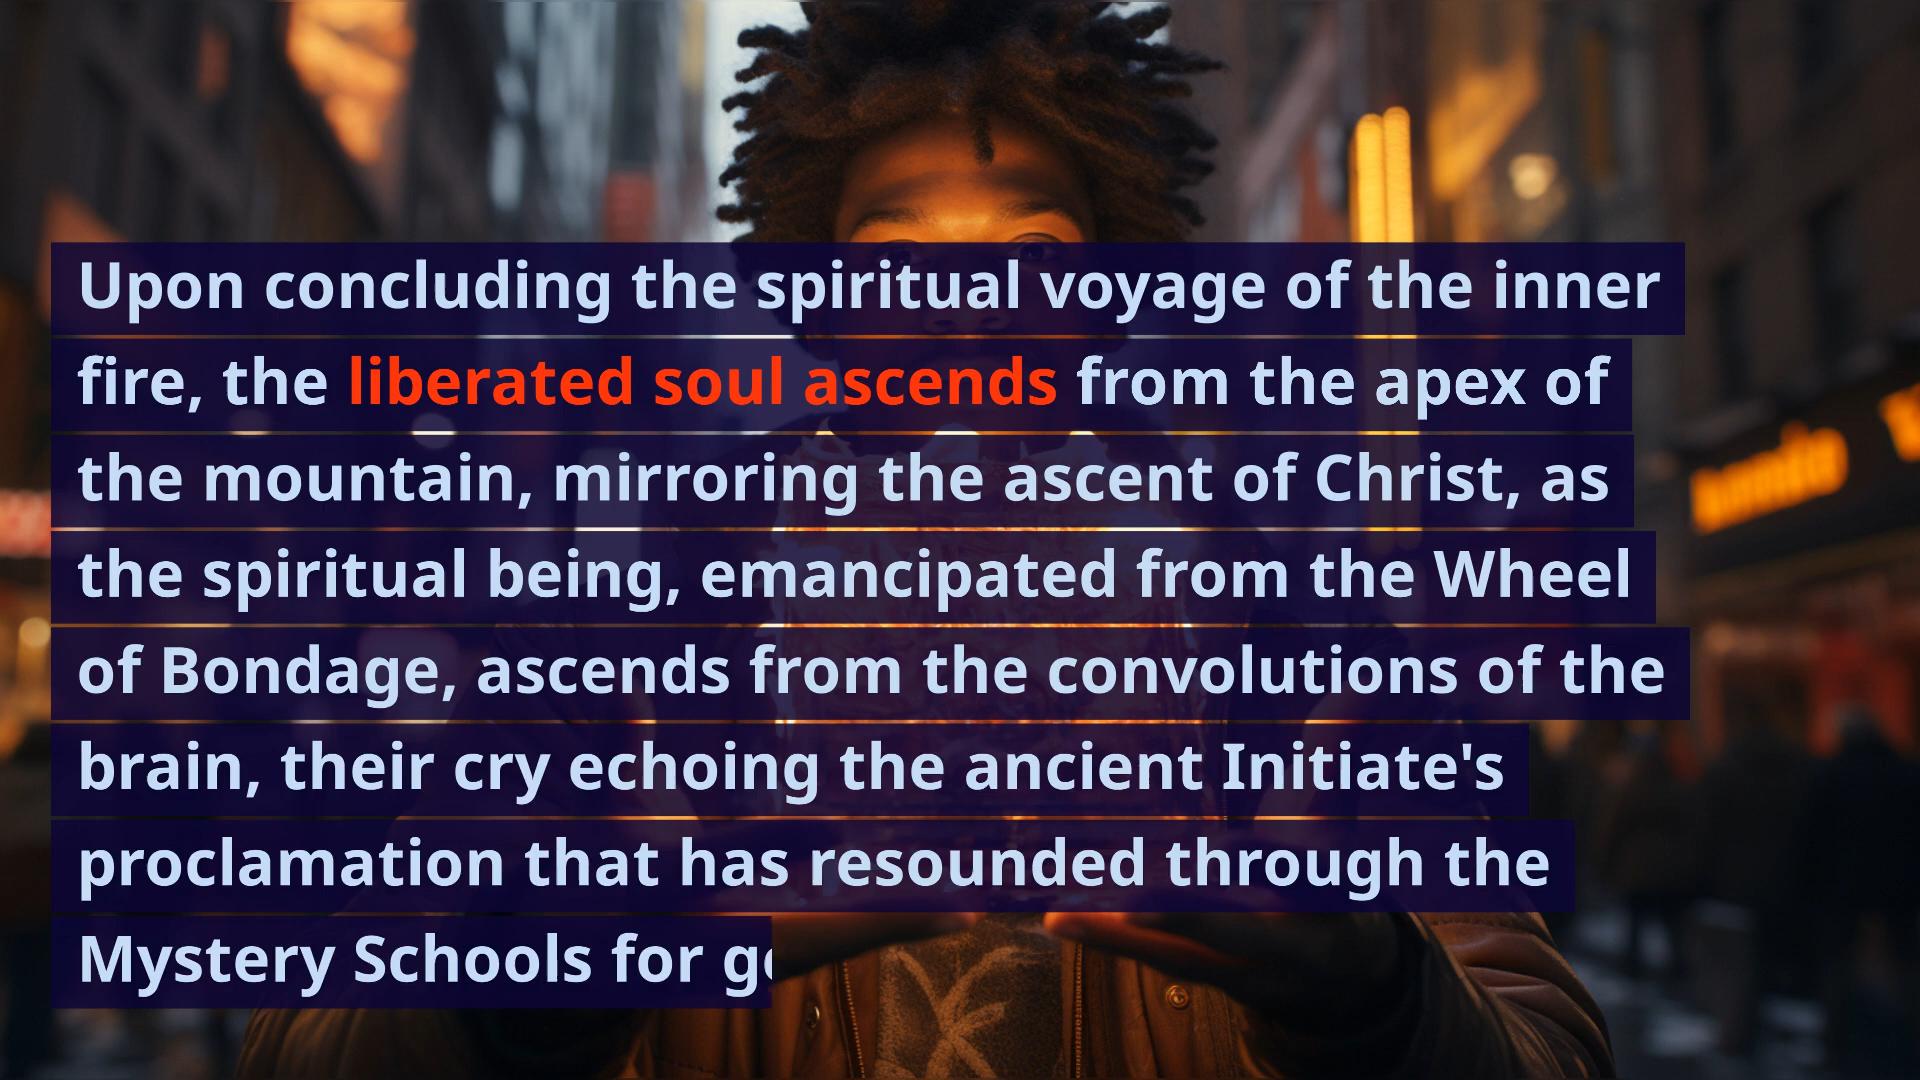 Upon concluding the spiritual voyage of the inner
fire, the liberated soul ascends from the apex of
the mountain, mirroring the ascent of Christ, as
the spiritual being, emancipated from the Wheel
of Bondage, ascends from the convolutions of the
brain, their cry echoing the ancient Initiate's
proclamation that has resounded through the
Mystery Schools for